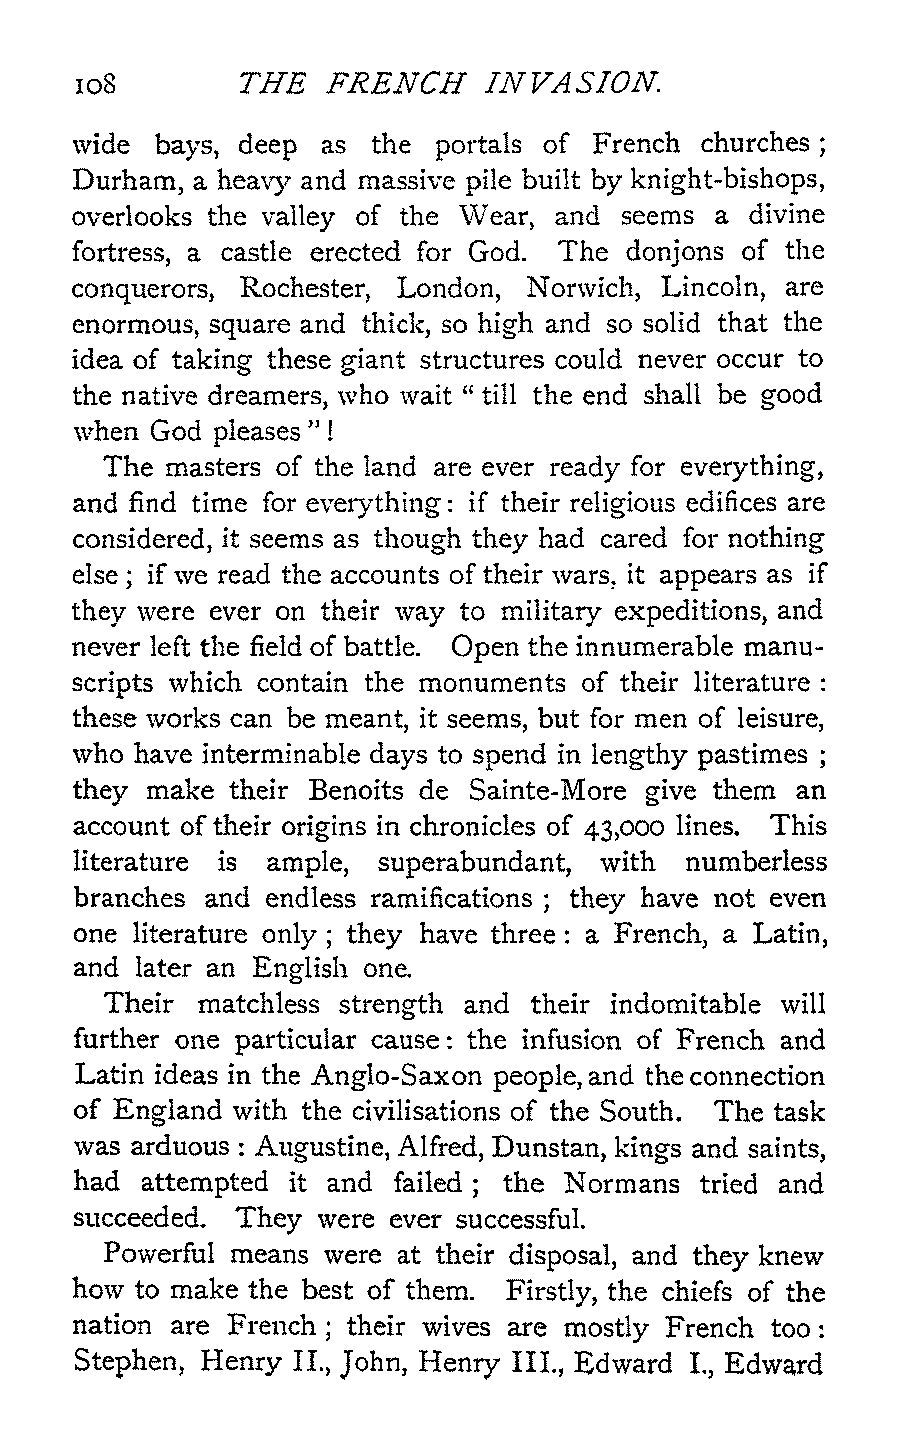 108 THE FRENCH INVASION.
wide bays, deep as the portals of French churches ;
Durham, a heavy and massive pile built by knight-bishops,
overlooks the valley of the Wear, and seems a divine
fortress, a castle erected for God. The donjons of the
conquerors, Rochester, London, Norwich, Lincoln, are
enormous, square and thick, so high and so solid that the
idea of taking these giant structures could never occur to
the native dreamers, who wait “ till the end shall be good
when God pleases ” !
The masters of the land are ever ready for everything,
and find time for everything : if their religious edifices are
considered, it seems as though they had cared for nothing
else ; if we read the accounts of their wars, it appears as if
they were ever on their way to military expeditions, and
never left the field of battle. Open the innumerable manu-
scripts which contain the monuments of their literature :
these works can be meant, it seems, but for men of leisure,
who have interminable days to spend in lengthy pastimes ;
they make their Benoits de Sainte-More give them an
account of their origins in chronicles of 43,000 lines. This
literature is ample, superabundant, with numberless
branches and endless ramifications ; they have not even
one literature only ; they have three : a French, a Latin,
and later an English one.
Their matchless strength and their indomitable will
further one particular cause : the infusion of French and
Latin ideas in the Anglo-Saxon people, and the connection
of England with the civilisations of the South. The task
was arduous : Augustine, Alfred, Dunstan, kings and saints,
had attempted it and failed ; the Normans tried and
succeeded. They were ever successful.
Powerful means were at their disposal, and they knew
how to make the best of them. Firstly, the chiefs of the
nation are French ; their wives are mostly French too :
Stephen, Henry II., John, Henry III., Edward I., Edward